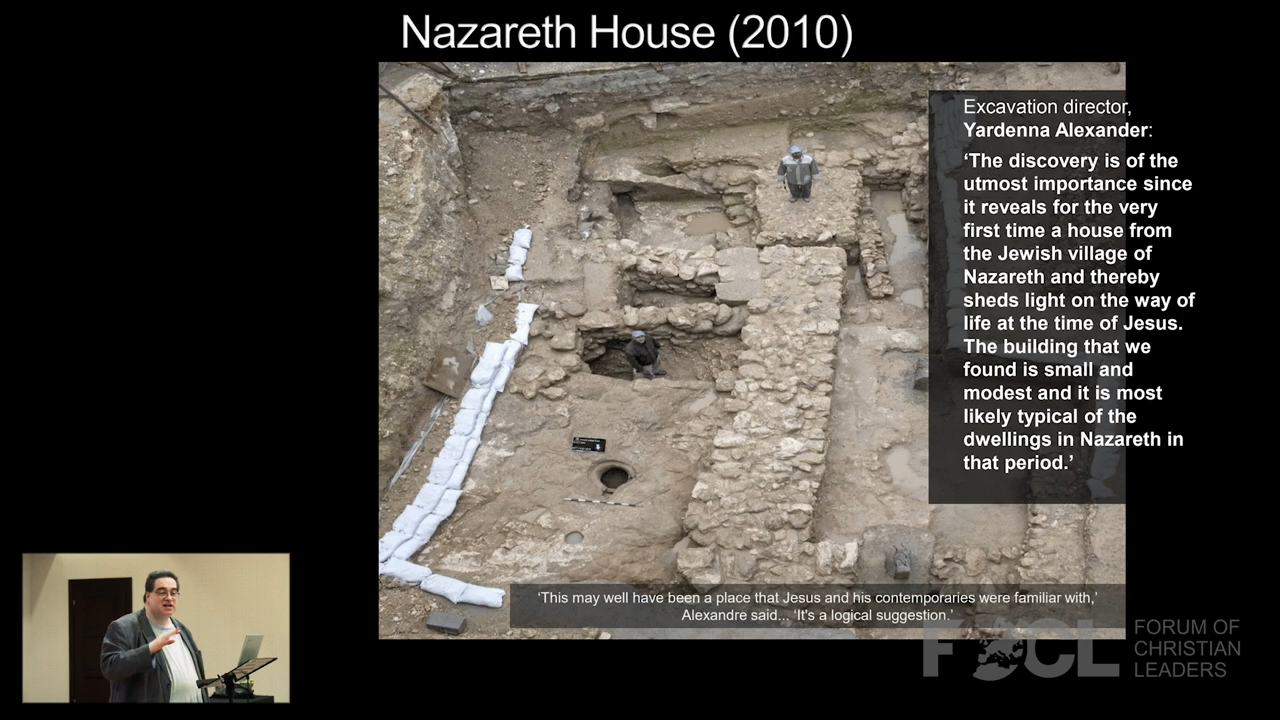 Nazareth House (2010)
Excavation director,
Yardenna Alexander:
‘The discovery is of the
utmost importance since
it reveals for the very
first time a house from
the Jewish village of
Nazareth and thereby
sheds light on the way of
life at the time of Jesus.
The building that we
found is small and
modest and it is most
likely typical of the
dwellings in Nazareth in
that period.’
‘This may well have been a place that Jesus and his contemporaries were familiar with,’
Alexandre said... ‘It's a logical suggestion.’
FOCL
FORUM OF
CHRISTIAN
LEADERS